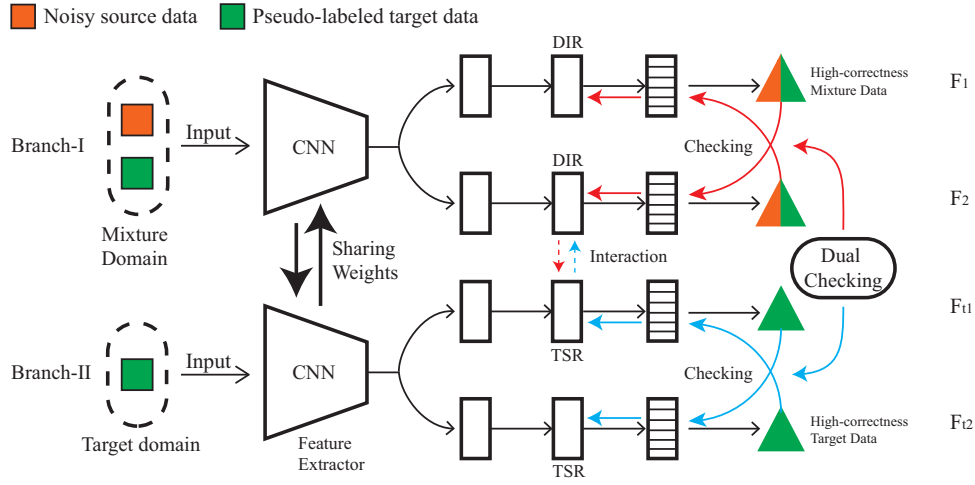 Noisy source data
Pseudo-labeled target data
DIR
High-correctness
Mixture Data
F1
Branch-I
Input
CNN
Checking
DIR
F2
Mixture
Domain
Sharing
Weights
Interaction
Dual
Checking
Ft1
Branch-II
Input
CNN
TSR
Checking
Target domain
Feature
Extractor
High-correctness
Target Data
Ft2
TSR